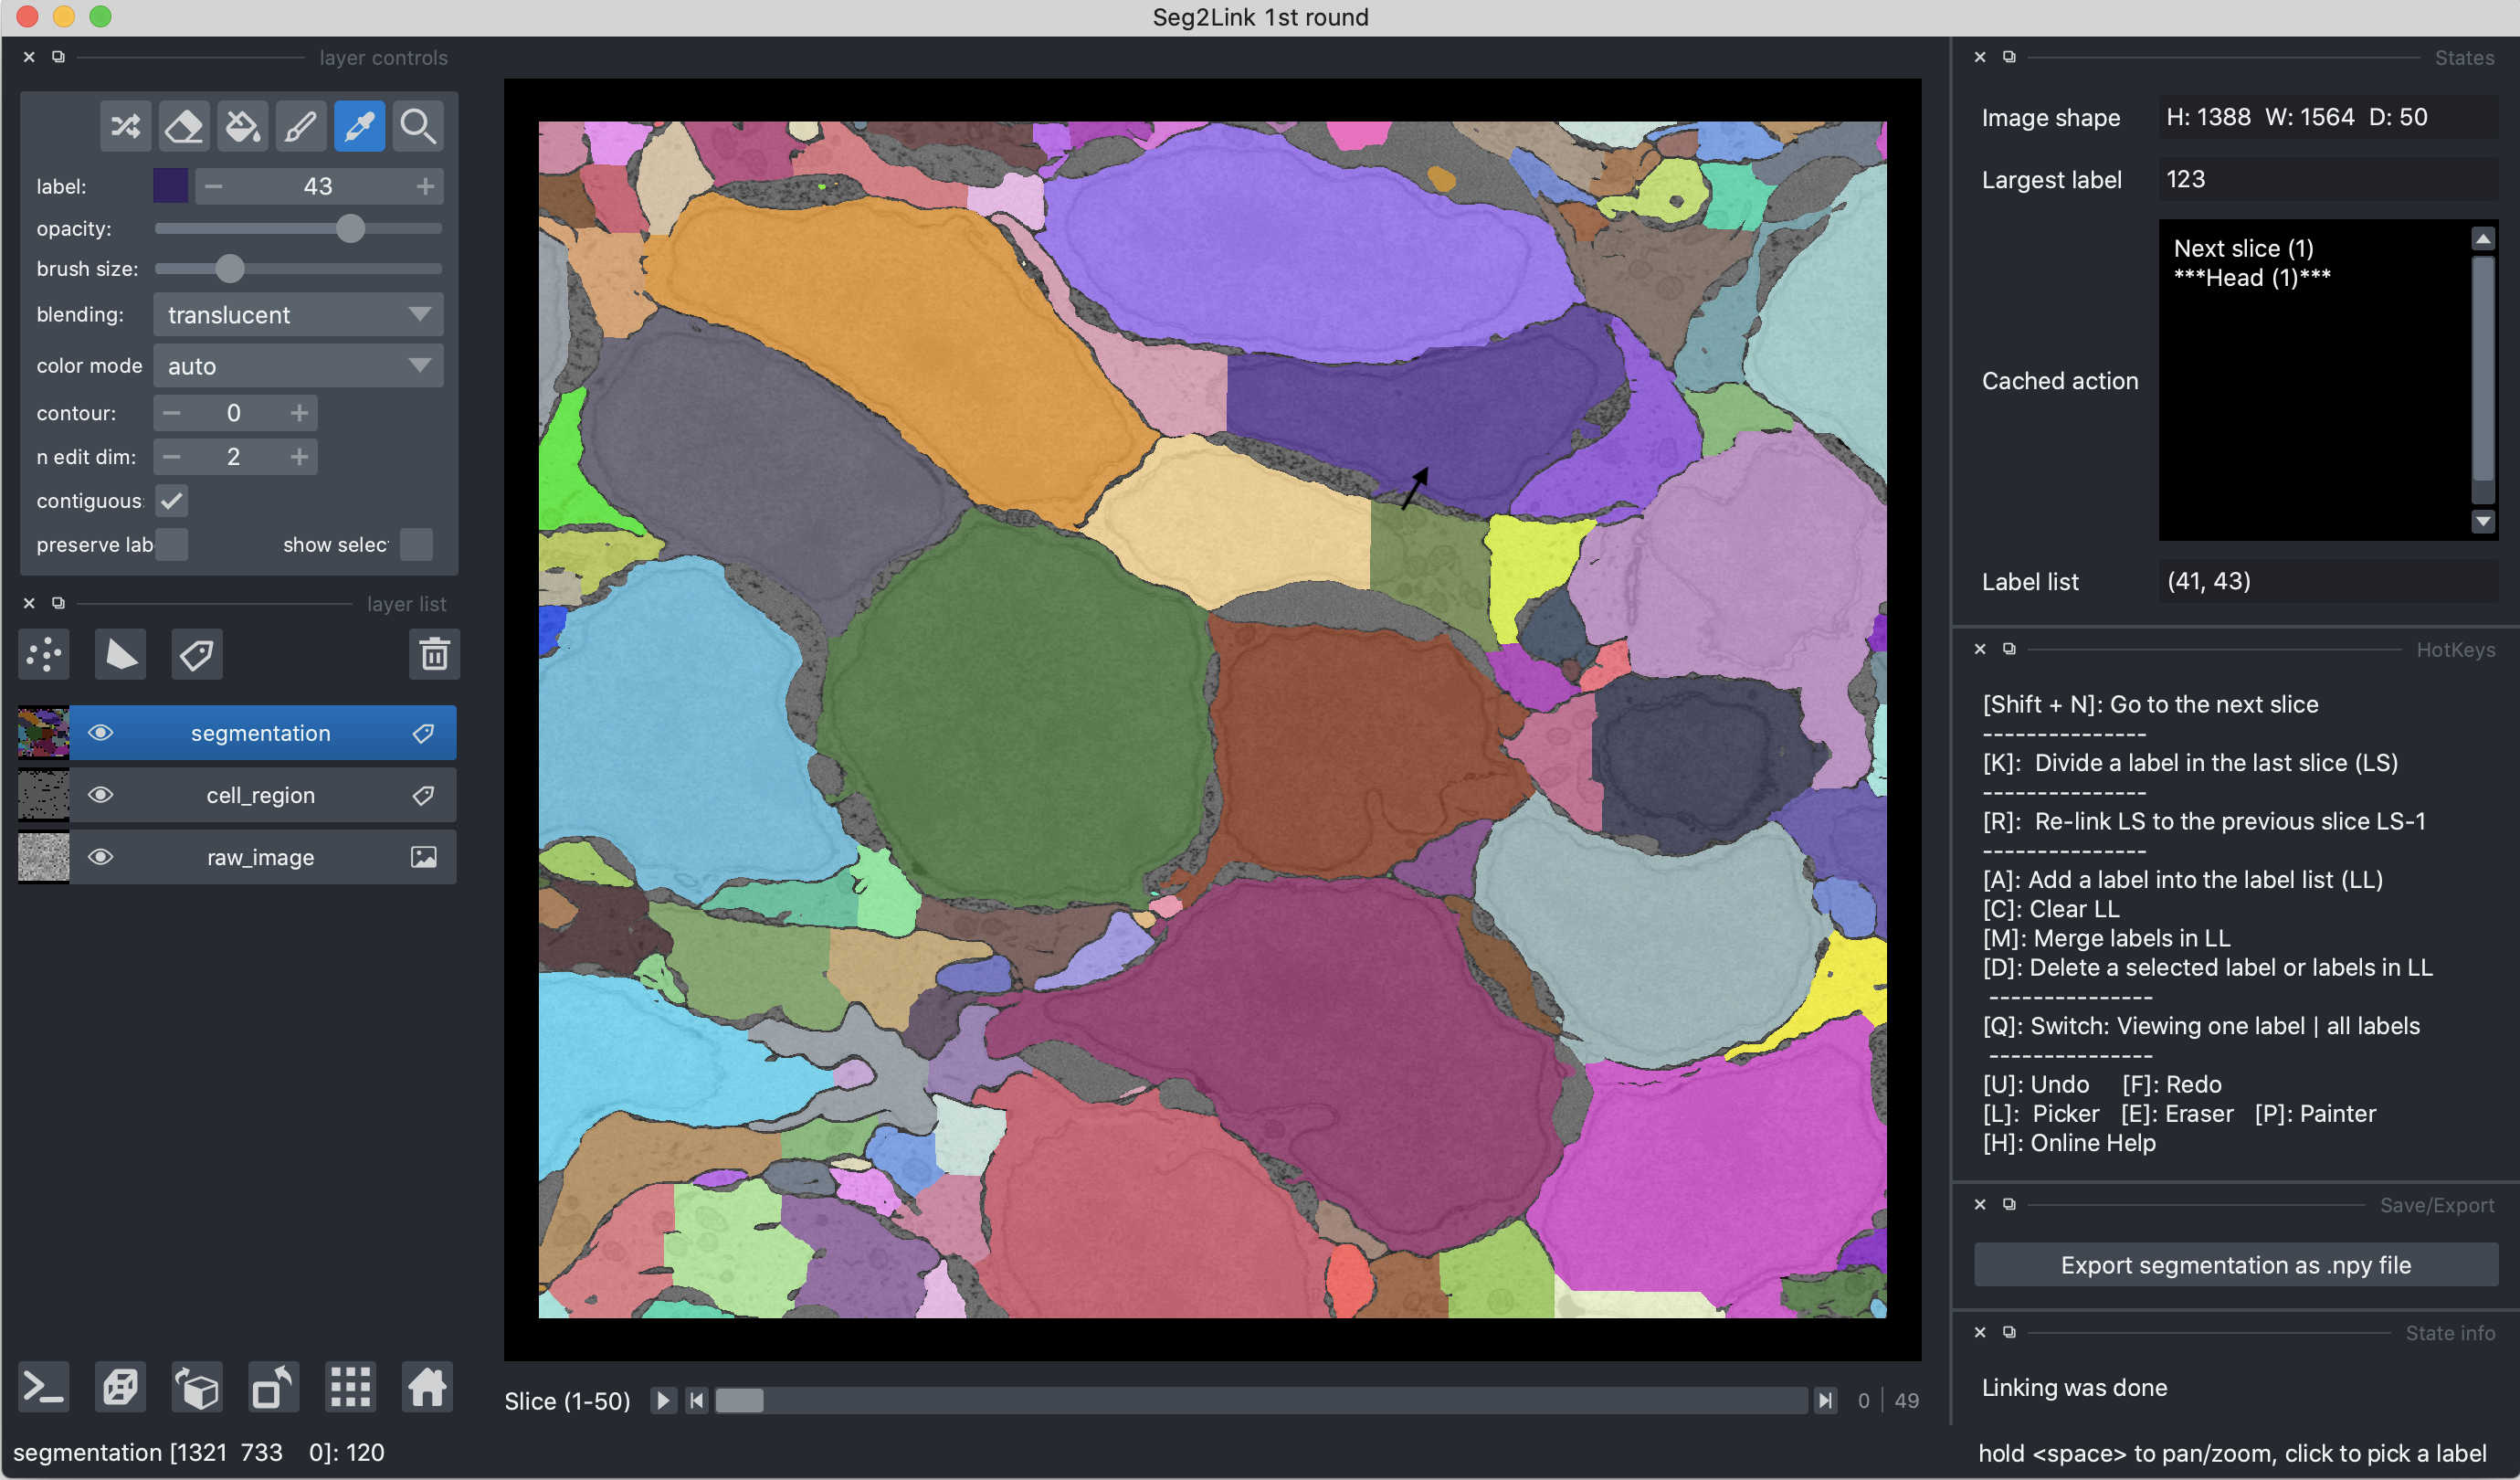 Seg2Link 1st round
layer controls
label:
43
opacity:
brush size:
blending:
translucent
color mode
auto
contour:
0
n edit dim:
2
contiguous:
preserve lab
show selec
layer list
segmentation
cell_region
raw_image
Slice (1-50)
0 | 49
segmentation [1321 733 0]: 120
States
Image shape
H: 1388 W: 1564 D: 50
Largest label
123
Cached action
Next slice (1)
***Head (1)***
Label list
(41, 43)
HotKeys
[Shift + N]: Go to the next slice
---------------
[K]: Divide a label in the last slice (LS)
---------------
[R]: Re-link LS to the previous slice LS-1
---------------
[A]: Add a label into the label list (LL)
[C]: Clear LL
[M]: Merge labels in LL
[D]: Delete a selected label or labels in LL
---------------
[Q]: Switch: Viewing one label | all labels
---------------
[U]: Undo [F]: Redo
[L]: Picker [E]: Eraser [P]: Painter
[H]: Online Help
Save/Export
Export segmentation as .npy file
State info
Linking was done
hold <space> to pan/zoom, click to pick a label